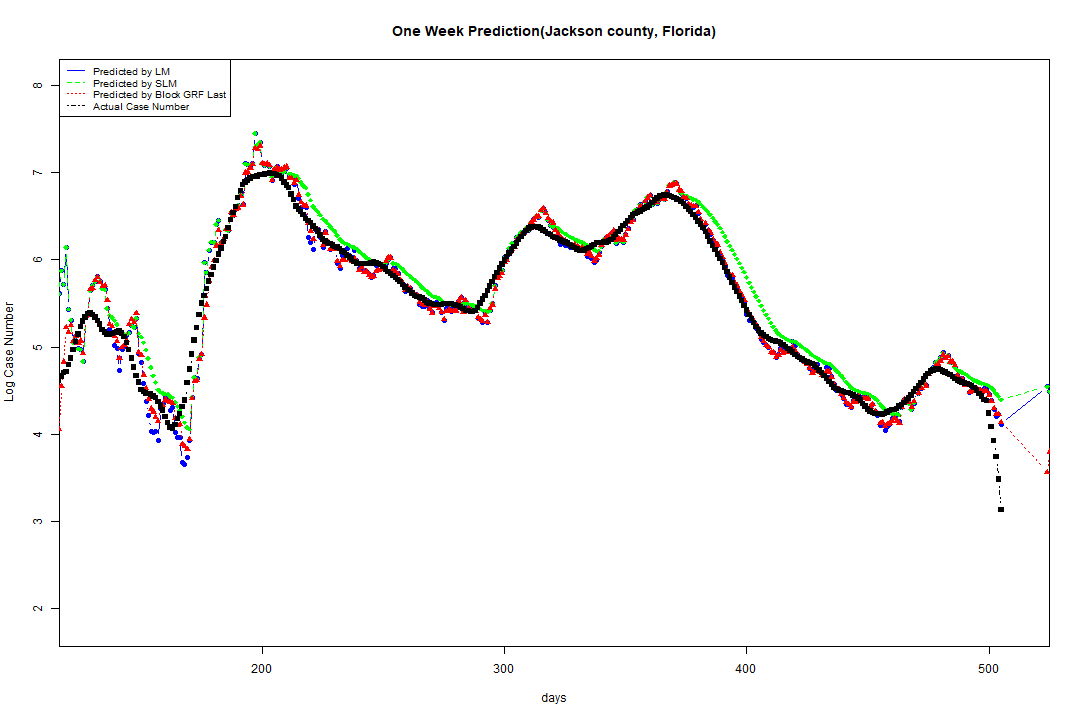 One Week Prediction(Jackson county, Florida)
Predicted by LM
Predicted by SLM
Predicted by Block GRF Last
Actual Case Number
8
7
6
5
4
3
2
Log Case Number
200
300
400
500
days